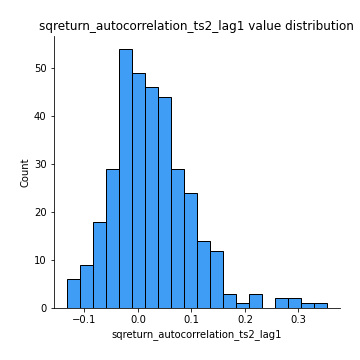 sqreturn_autocorrelation_ts2_lag1 value distribution
50
40
30
20
10
0
Count
−0.1 0.0 0.1 0.2 0.3
sqreturn_autocorrelation_ts2_lag1